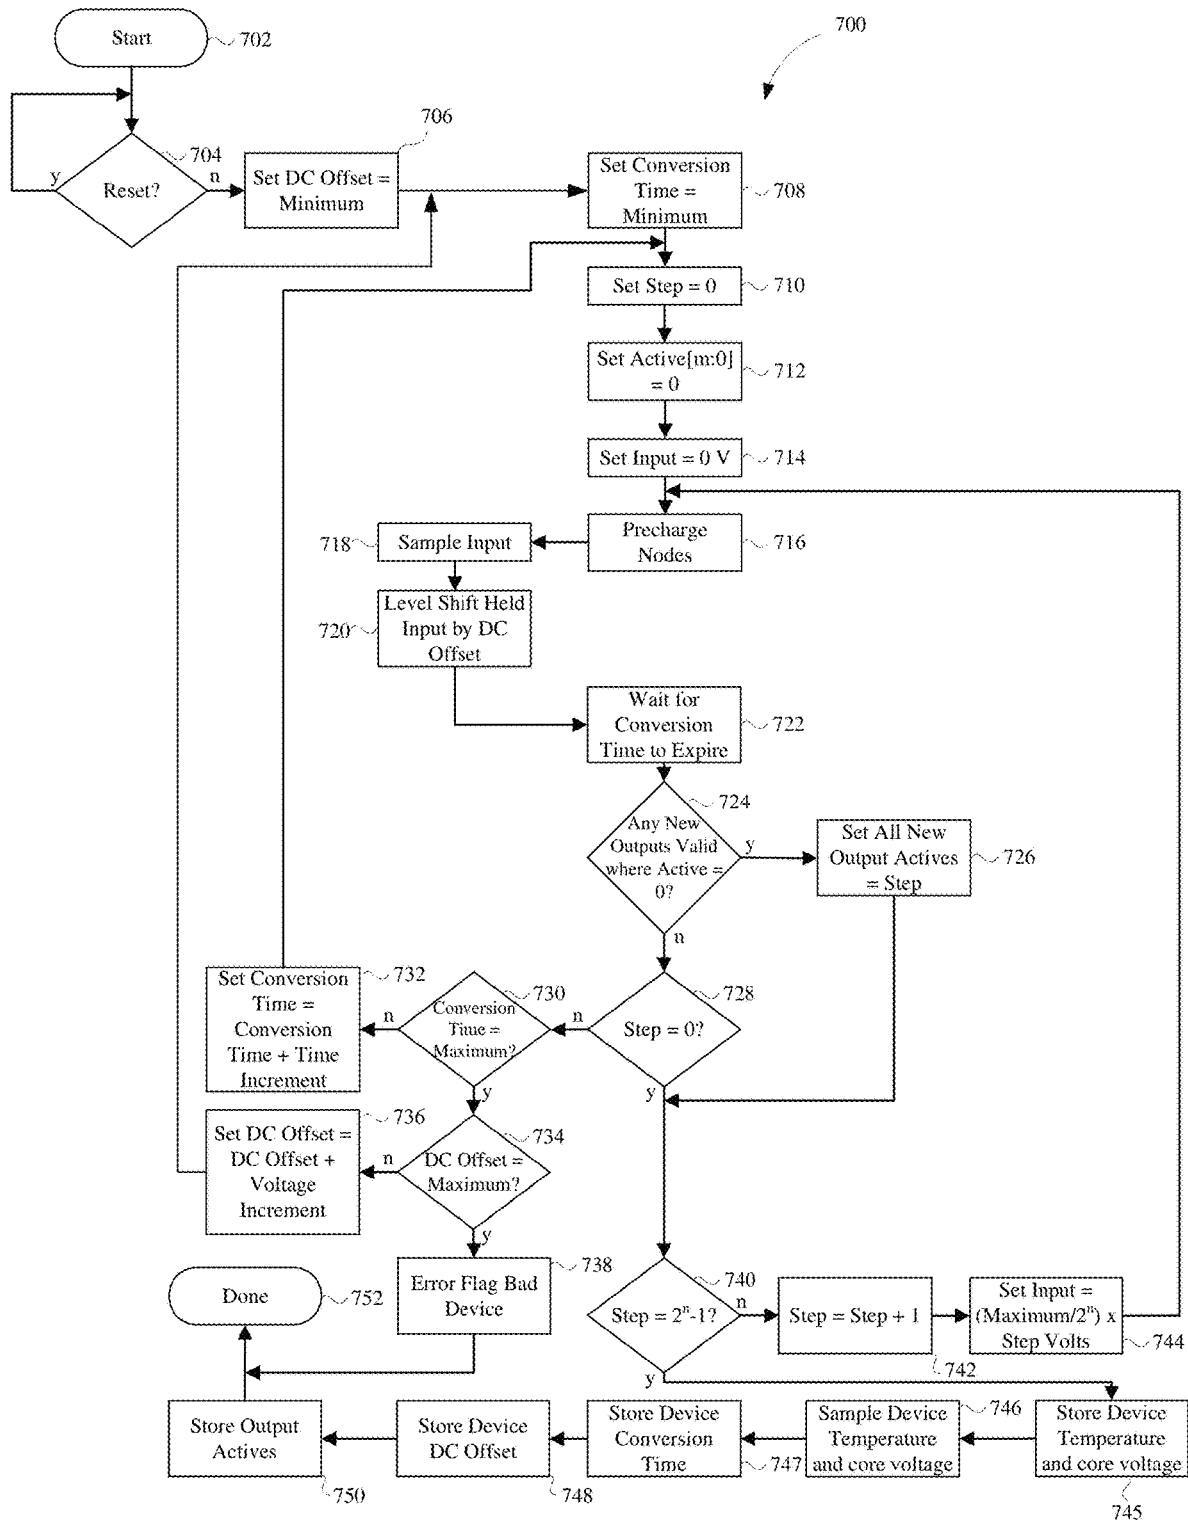 700
Start
702
704
Reset?
y
n
706
Set DC Offset =
Minimum
Set Conversion
Time =
Minimum
708
Set Step = 0
710
Set Active[m:0]
= 0
712
Set Input = 0 V
714
Precharge
Nodes
716
718
Sample Input
720
Level Shift Held
Input by DC
Offset
Wait for
Conversion
Time to Expire
722
724
Any New
Outputs Valid
where Active =
0?
y
n
Set All New
Output Actives
= Step
726
728
Step = 0?
n
y
730
Conversion
Time =
Maximum?
n
y
732
Set Conversion
Time =
Conversion
Time + Time
Increment
734
DC Offset =
Maximum?
n
y
736
Set DC Offset =
DC Offset +
Voltage
Increment
738
Error Flag Bad
Device
740
Step = 2ⁿ-1?
n
y
Step = Step + 1
742
Set Input =
(Maximum/2ⁿ) x
Step Volts
744
Store Device
Temperature
and core voltage
745
746
Sample Device
Temperature
and core voltage
Store Device
Conversion
Time
747
Store Device
DC Offset
748
Store Output
Actives
750
Done
752